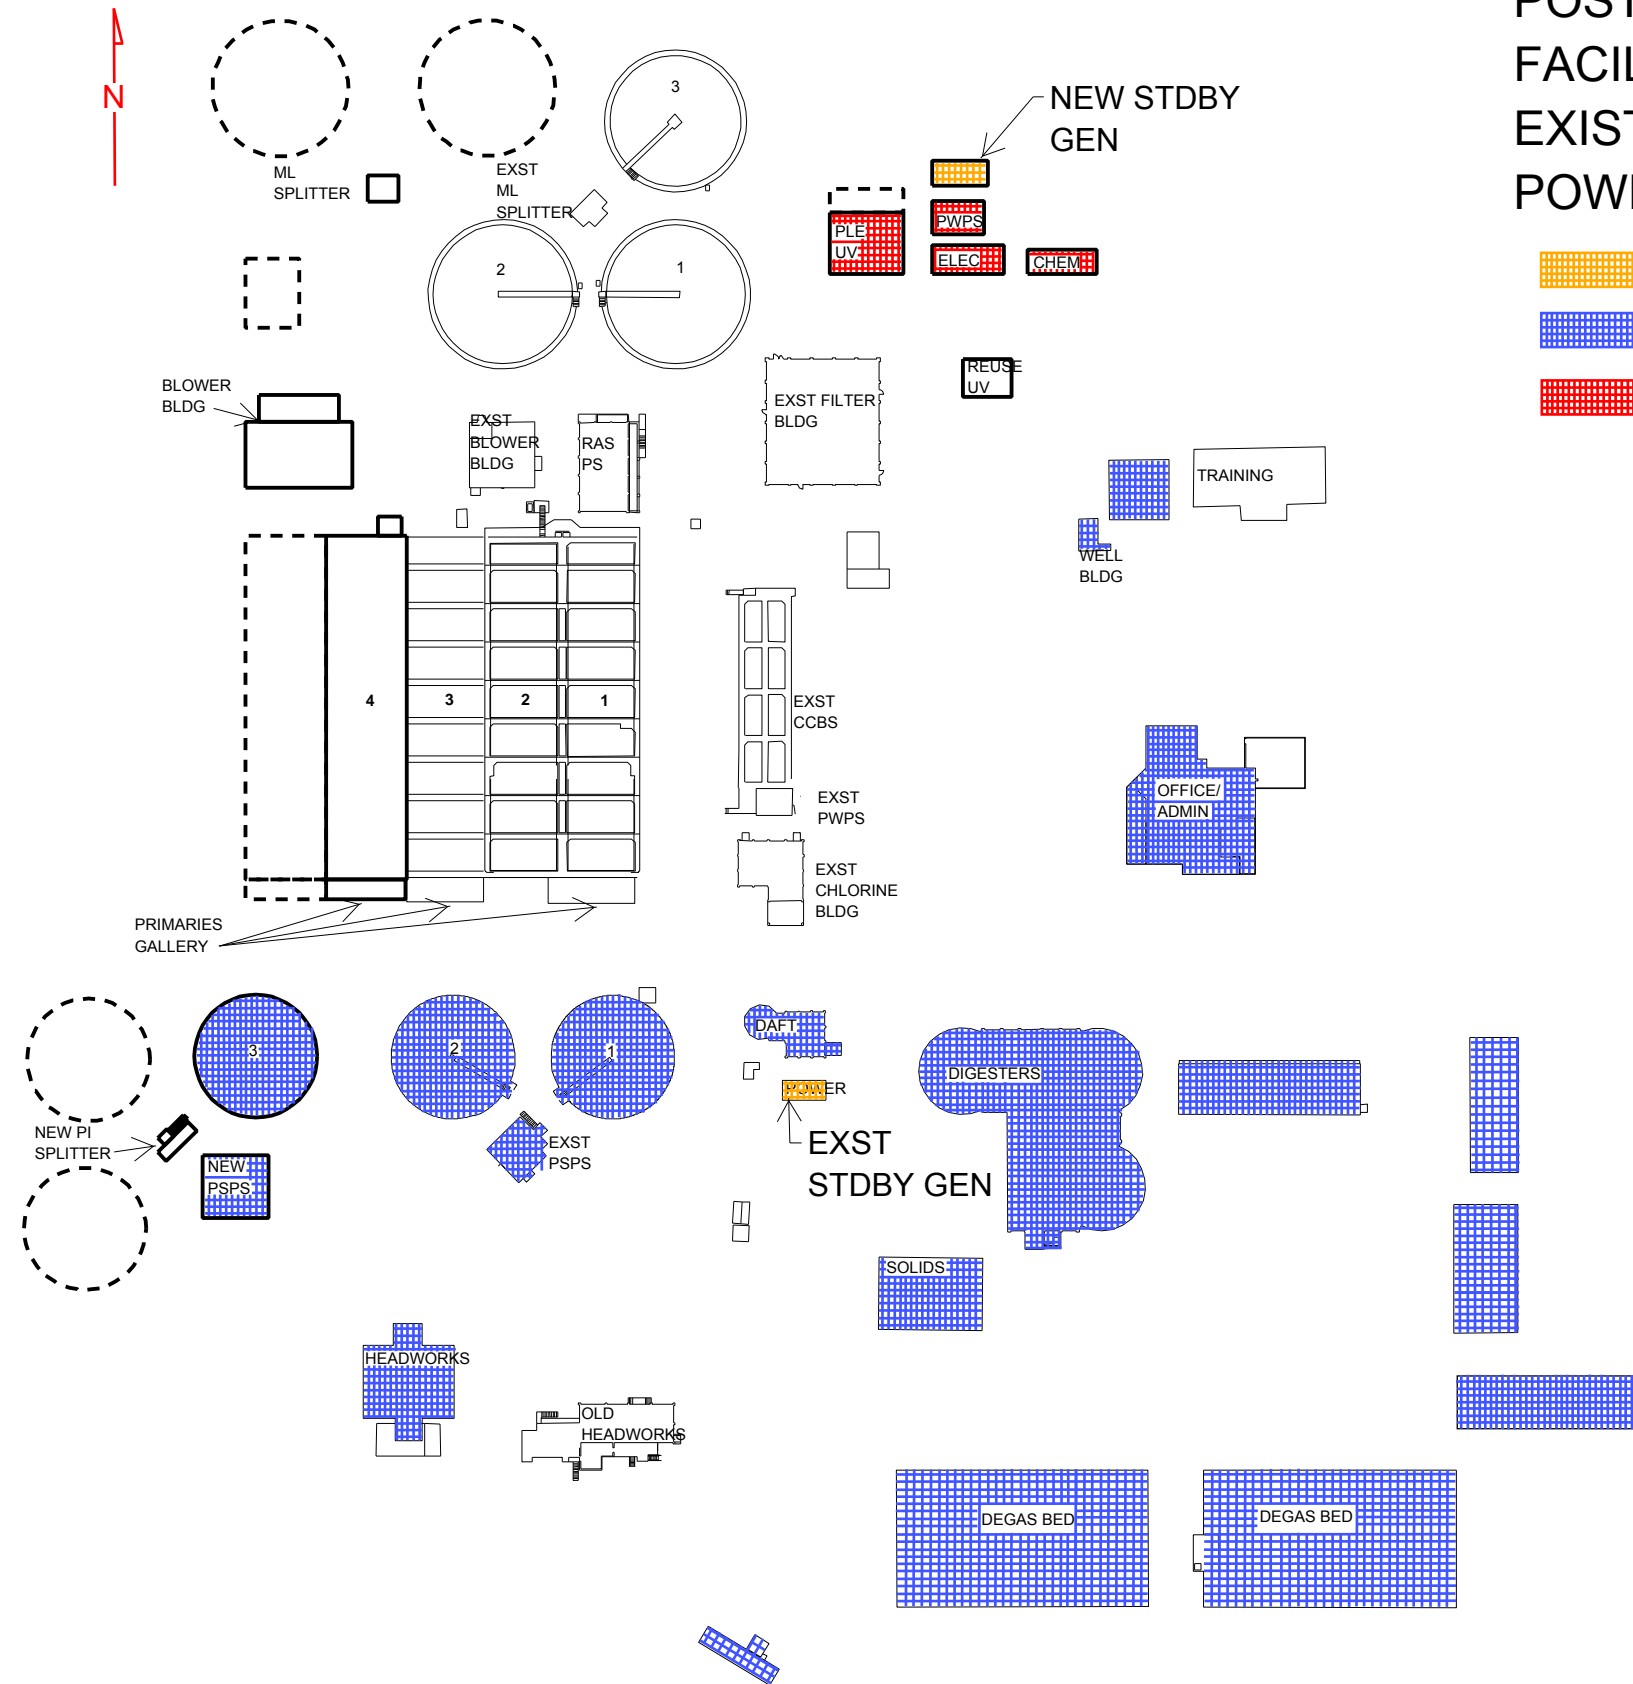 POST
FACIL
EXIST
POWE
N
3
NEW STDBY
GEN
ML
SPLITTER
EXST
ML
SPLITTER
PWPS
PLE
UV
ELEC
CHEM
2
1
REUSE
UV
BLOWER
BLDG
EXST FILTER
BLDG
EXST
BLOWER
BLDG
RAS
PS
TRAINING
WELL
BLDG
4
3
2
1
EXST
CCBS
OFFICE/
ADMIN
EXST
PWPS
EXST
CHLORINE
BLDG
PRIMARIES
GALLERY
DAFT
3
2
1
DIGESTERS
POWER
NEW PI
SPLITTER
EXST
PSPS
EXST
STDBY GEN
NEW
PSPS
SOLIDS
HEADWORKS
OLD
HEADWORKS
DEGAS BED
DEGAS BED